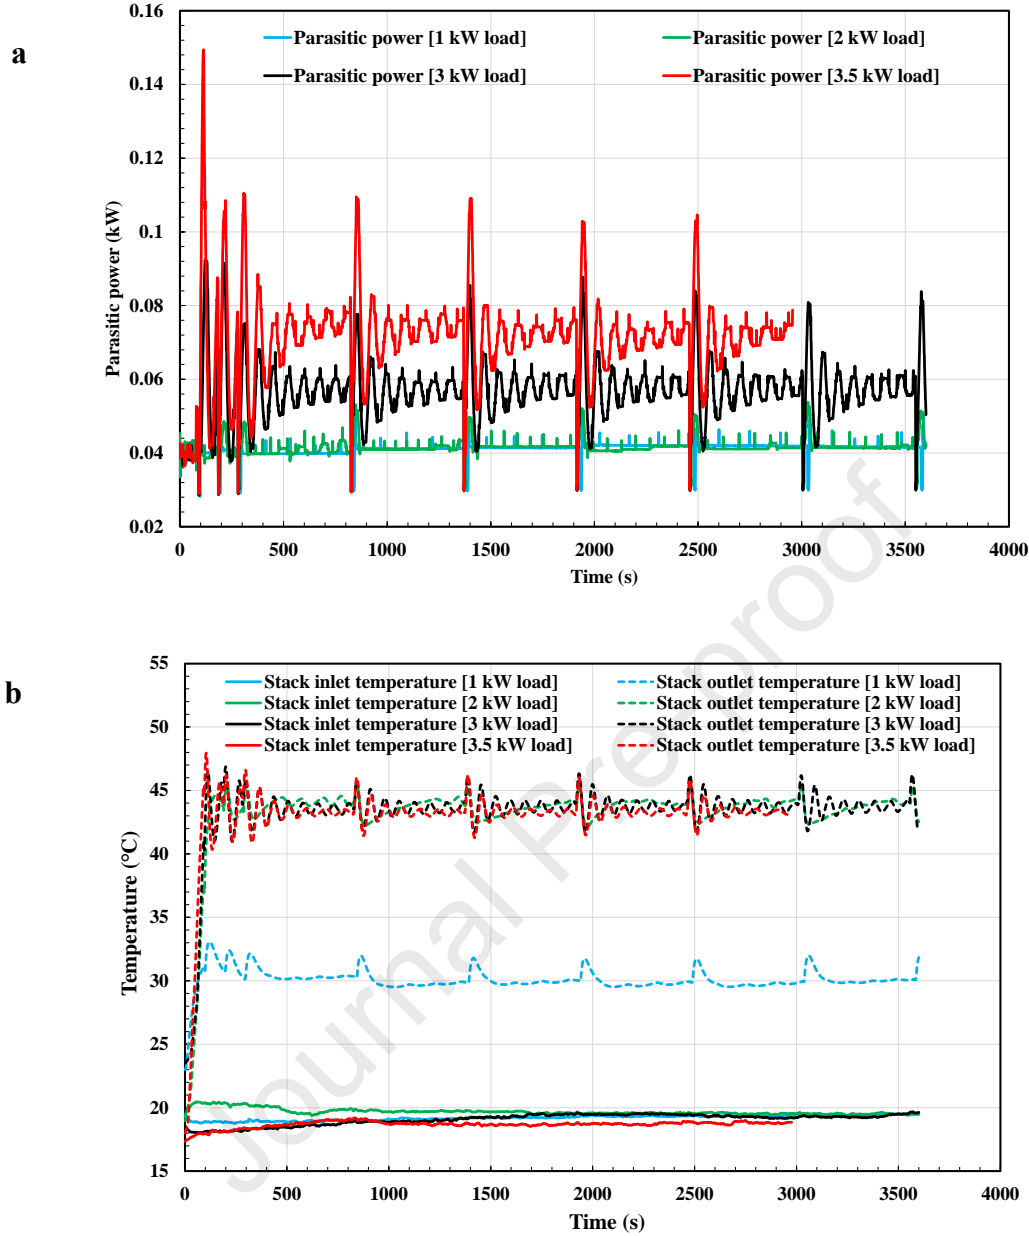 a
Parasitic power [1 kW load]
Parasitic power [2 kW load]
Parasitic power [3 kW load]
Parasitic power [3.5 kW load]
0.16
0.14
0.12
0.1
0.08
0.06
0.04
0.02
Parasitic power (kW)
0 500 1000 1500 2000 2500 3000 3500 4000
Time (s)
b
Stack inlet temperature [1 kW load]
Stack outlet temperature [1 kW load]
Stack inlet temperature [2 kW load]
Stack outlet temperature [2 kW load]
Stack inlet temperature [3 kW load]
Stack outlet temperature [3 kW load]
Stack inlet temperature [3.5 kW load]
Stack outlet temperature [3.5 kW load]
55
50
45
40
35
30
25
20
15
Temperature (°C)
0 500 1000 1500 2000 2500 3000 3500 4000
Time (s)
Journal Pre-proof